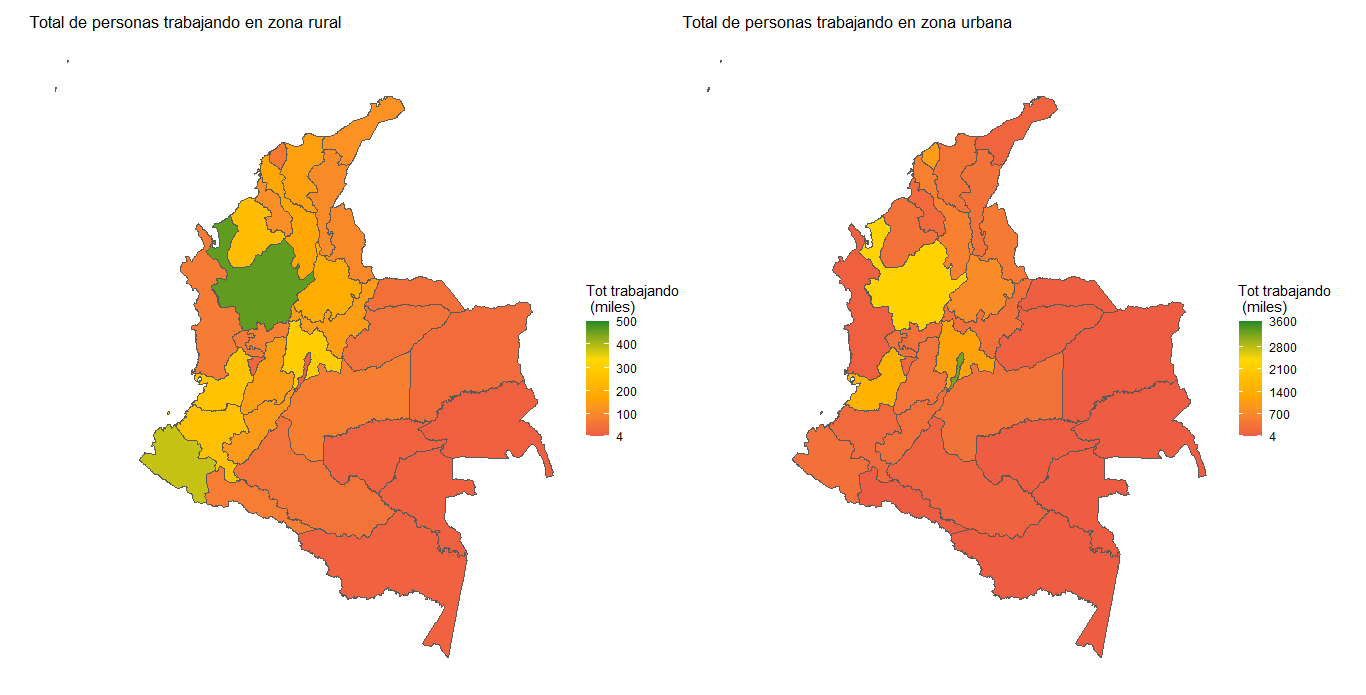 Total de personas trabajando en zona rural
Total de personas trabajando en zona urbana
Tot trabajando
(miles)
500
400
300
200
100
4
Tot trabajando
(miles)
3600
2800
2100
1400
700
4